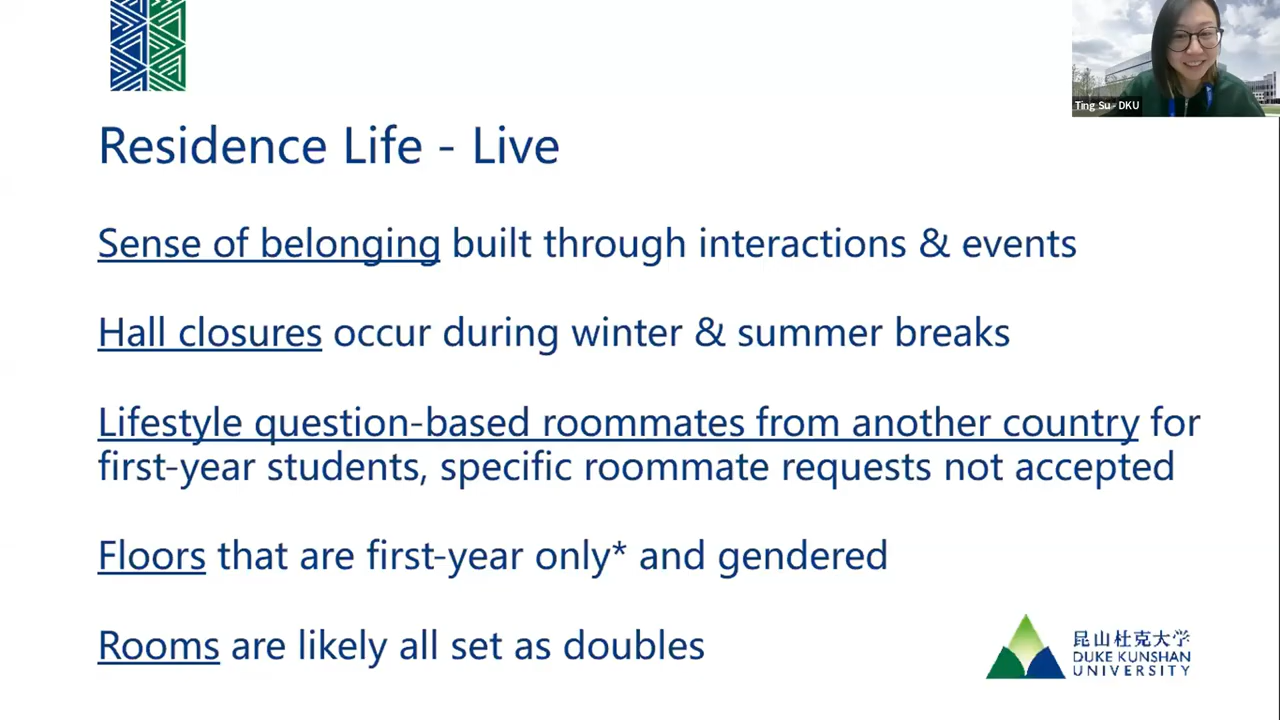 Ting Su - DKU
Residence Life - Live
Sense of belonging built through interactions & events
Hall closures occur during winter & summer breaks
Lifestyle question-based roommates from another country for
first-year students, specific roommate requests not accepted
Floors that are first-year only* and gendered
Rooms are likely all set as doubles
昆山杜克大学
DUKE KUNSHAN
UNIVERSITY